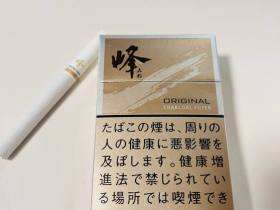 峰
ORIGINAL
CHARCOAL FILTER
たばこの煙は、周りの
人の健康に悪影響を
及ぼします。健康増
進法で禁じられてい
る場所では喫煙でき